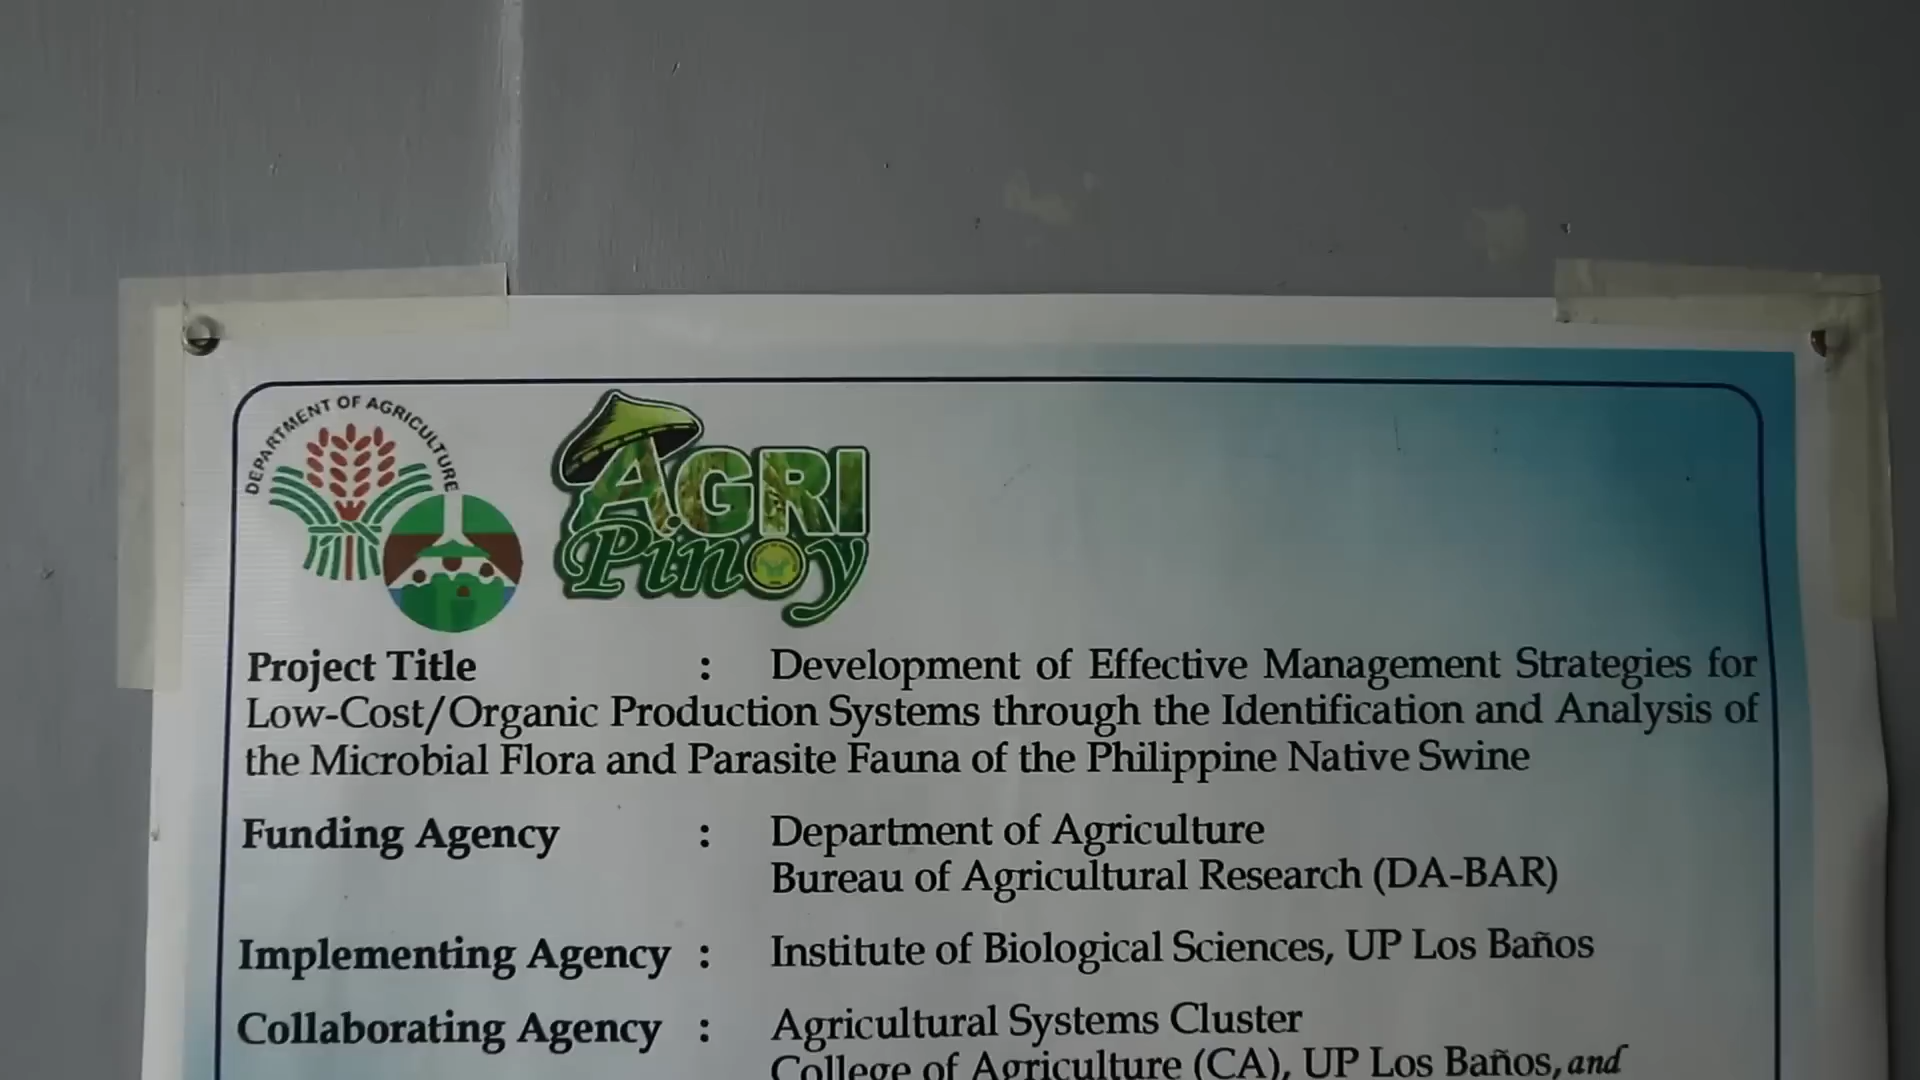 DEPARTMENT OF AGRICULTURE
AGRI
Pinoy
Project Title : Development of Effective Management Strategies for
Low-Cost/Organic Production Systems through the Identification and Analysis of
the Microbial Flora and Parasite Fauna of the Philippine Native Swine
Funding Agency : Department of Agriculture
Bureau of Agricultural Research (DA-BAR)
Implementing Agency : Institute of Biological Sciences, UP Los Baños
Collaborating Agency : Agricultural Systems Cluster
College of Agriculture (CA), UP Los Baños, and